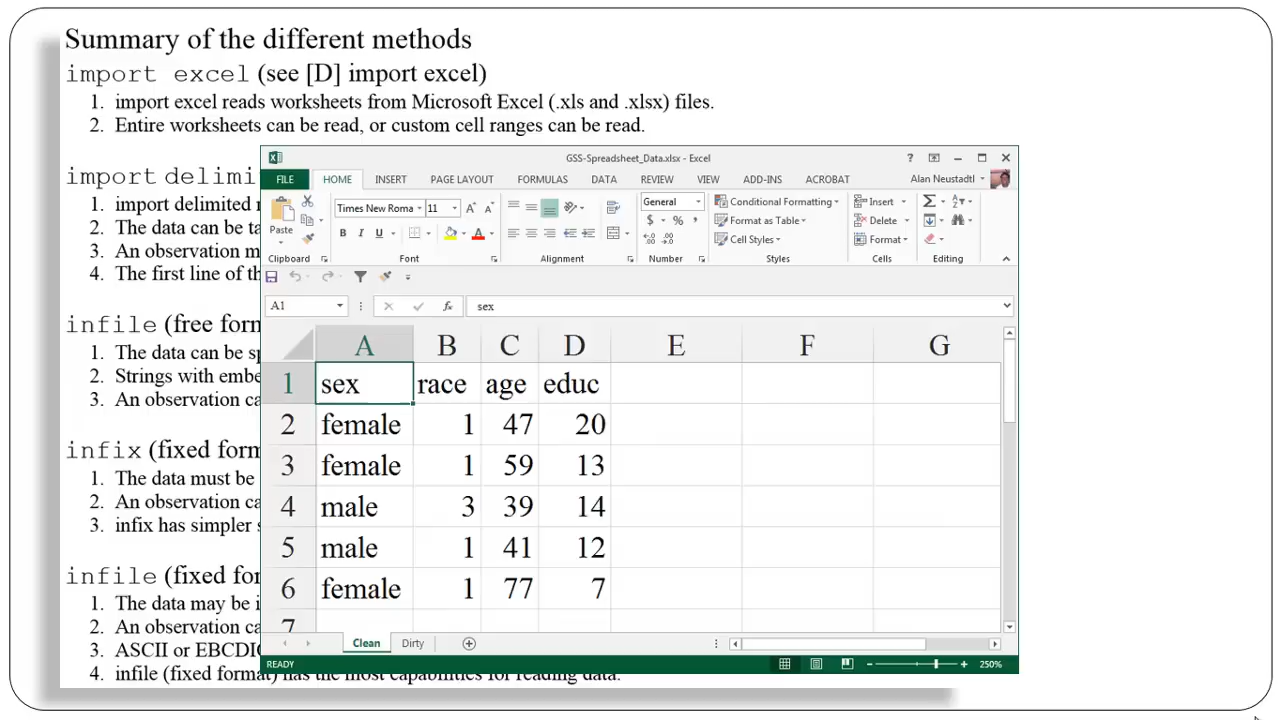 Summary of the different methods
import excel (see [D] import excel)
1. import excel reads worksheets from Microsoft Excel (.xls and .xlsx) files.
2. Entire worksheets can be read, or custom cell ranges can be read.
import delimi
1. import delimited
2. The data can be ta
3. An observation m
4. The first line of th
infile (free form
1. The data can be sp
2. Strings with embe
3. An observation ca
infix (fixed form
1. The data must be
2. An observation ca
3. infix has simpler s
infile (fixed for
1. The data may be i
2. An observation ca
3. ASCII or EBCDIC
4. infile (fixed format) has the most capabilities for reading data.
GSS-Spreadsheet_Data.xlsx - Excel
FILE HOME INSERT PAGE LAYOUT FORMULAS DATA REVIEW VIEW ADD-INS ACROBAT Alan Neustadtl
Paste
Clipboard
Times New Roma 11
B I U
Font
Alignment
General
$ % ,
Number
Conditional Formatting
Format as Table
Cell Styles
Styles
Insert
Delete
Format
Cells
Editing
A1 fx sex
A B C D E F G
1 sex race age educ
2 female 1 47 20
3 female 1 59 13
4 male 3 39 14
5 male 1 41 12
6 female 1 77 7
7
Clean Dirty
READY 250%